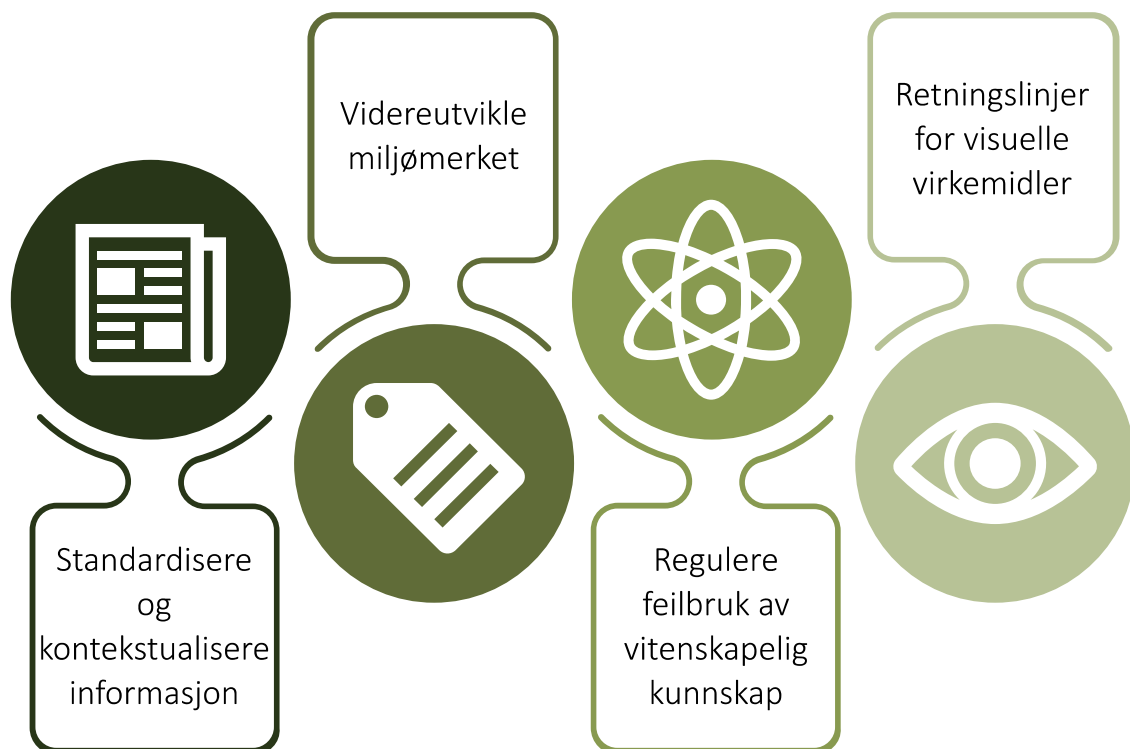 Standardisere
og
kontekstualisere
informasjon
Videreutvikle
miljømerket
Regulere
feilbruk av
vitenskapelig
kunnskap
Retningslinjer
for visuelle
virkemidler